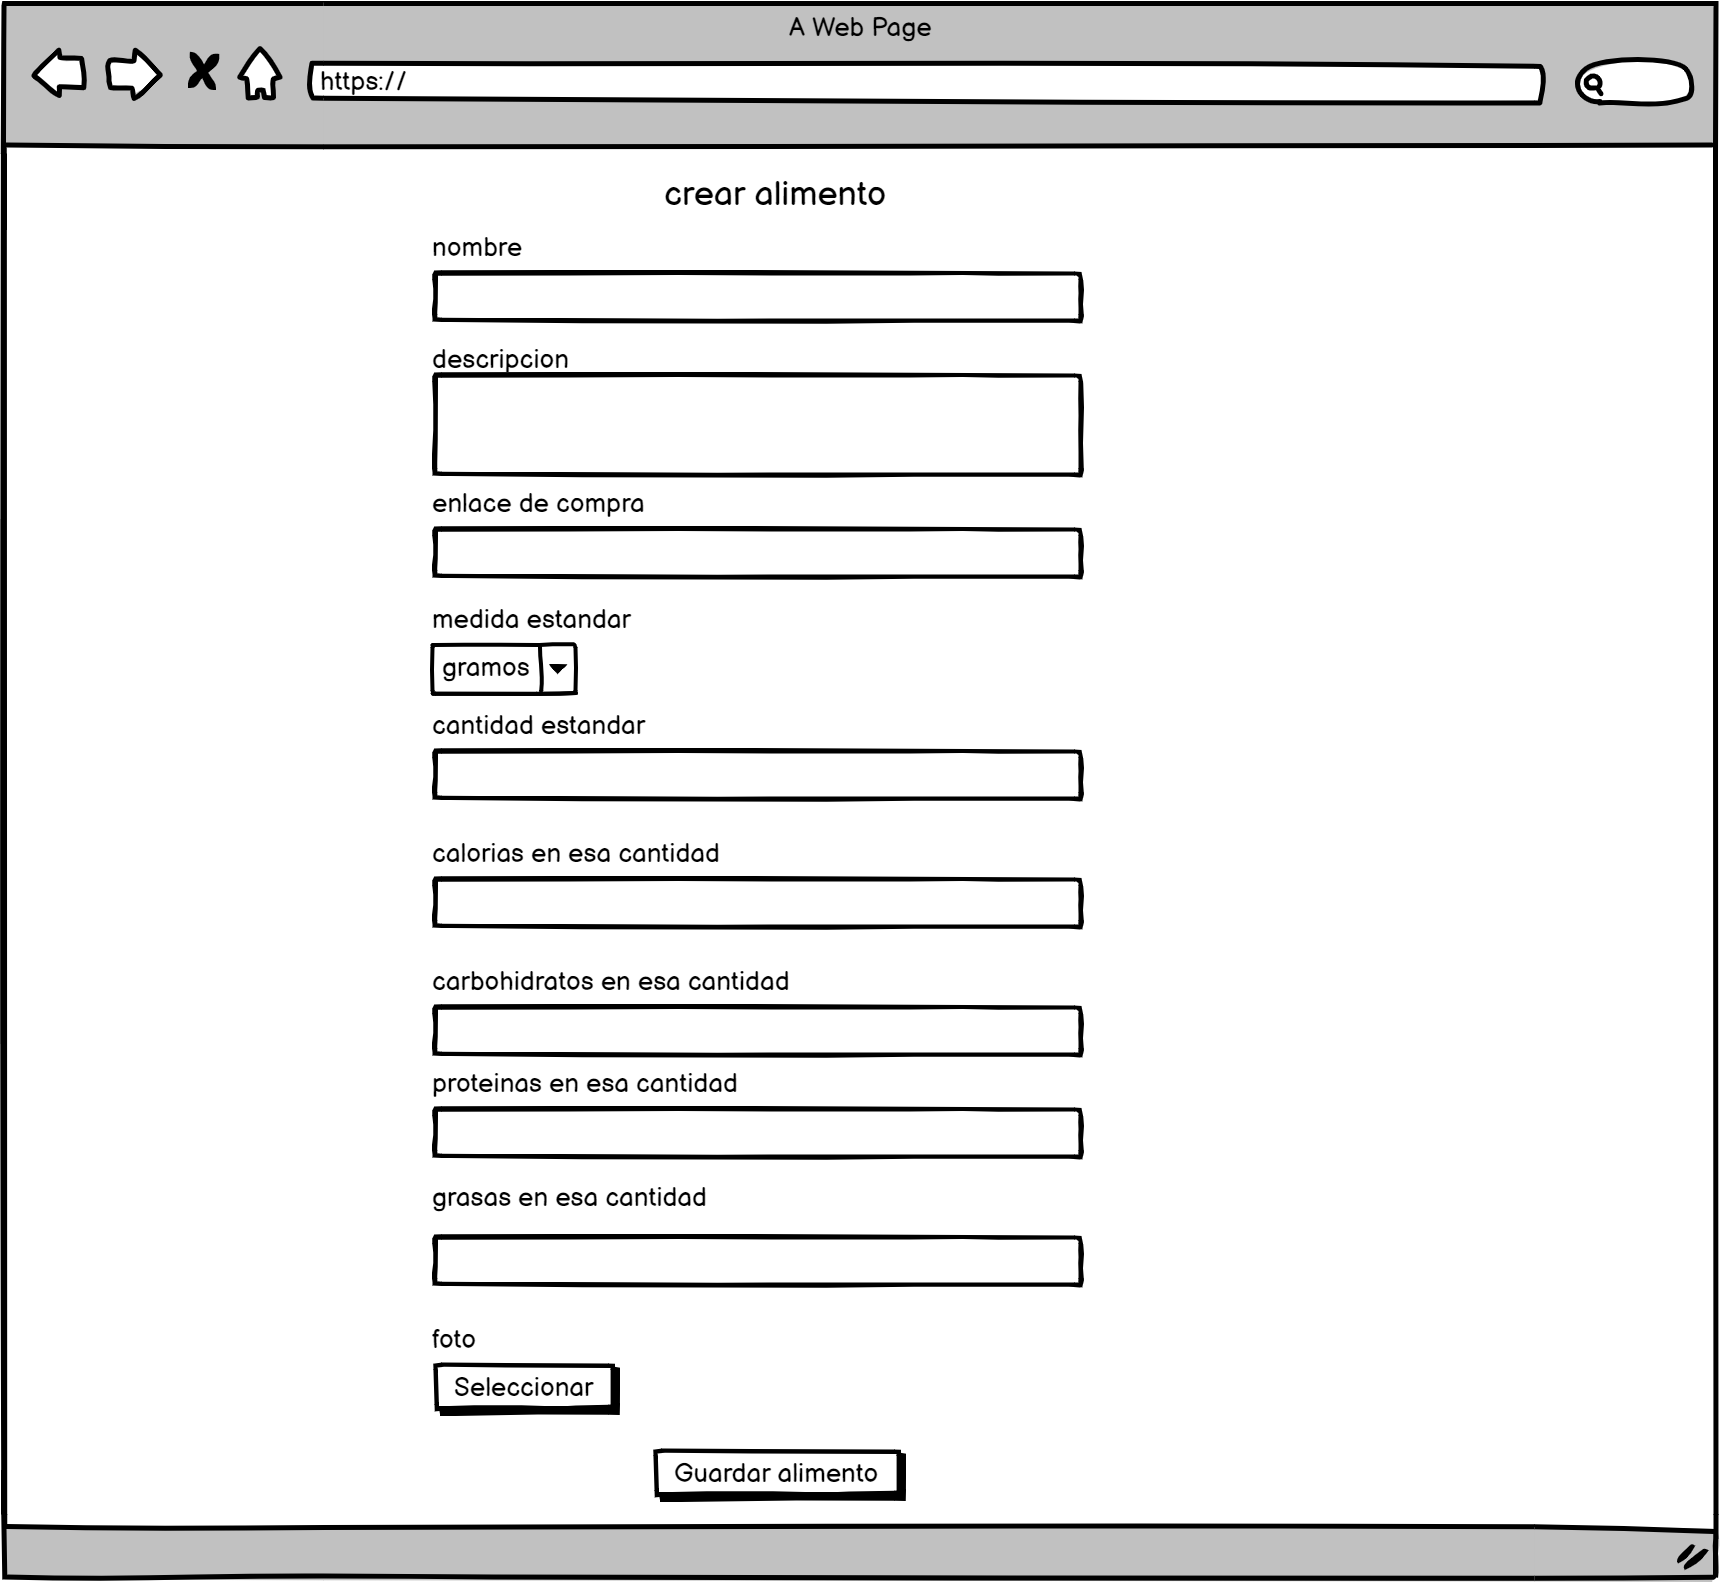 A Web Page
https://
crear alimento
nombre
descripcion
enlace de compra
medida estandar
gramos
cantidad estandar
calorias en esa cantidad
carbohidratos en esa cantidad
proteinas en esa cantidad
grasas en esa cantidad
foto
Seleccionar
Guardar alimento